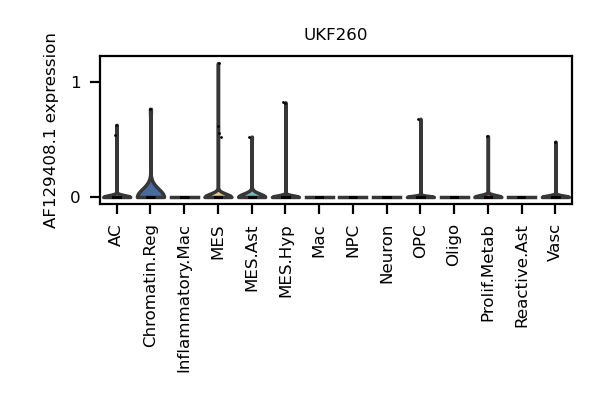 UKF260
AF129408.1 expression
1
0
AC
Chromatin.Reg
Inflammatory.Mac
MES
MES.Ast
MES.Hyp
Mac
NPC
Neuron
OPC
Oligo
Prolif.Metab
Reactive.Ast
Vasc